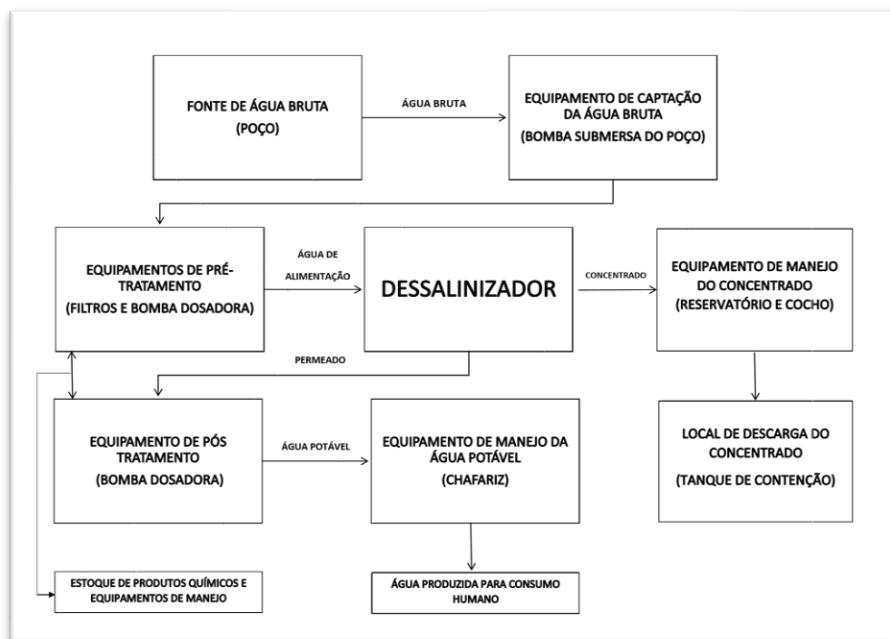 FONTE DE ÁGUA BRUTA
(POÇO)
ÁGUA BRUTA
EQUIPAMENTO DE CAPTAÇÃO
DA ÁGUA BRUTA
(BOMBA SUBMERSA DO POÇO)
EQUIPAMENTOS DE PRÉ-
TRATAMENTO
(FILTROS E BOMBA DOSADORA)
ÁGUA DE
ALIMENTAÇÃO
DESSALINIZADOR
CONCENTRADO
EQUIPAMENTO DE MANEJO
DO CONCENTRADO
(RESERVATÓRIO E COCHO)
PERMEADO
EQUIPAMENTO DE PÓS
TRATAMENTO
(BOMBA DOSADORA)
ÁGUA POTÁVEL
EQUIPAMENTO DE MANEJO DA
ÁGUA POTÁVEL
(CHAFARIZ)
LOCAL DE DESCARGA DO
CONCENTRADO
(TANQUE DE CONTENÇÃO)
ESTOQUE DE PRODUTOS QUÍMICOS E
EQUIPAMENTOS DE MANEJO
ÁGUA PRODUZIDA PARA CONSUMO
HUMANO